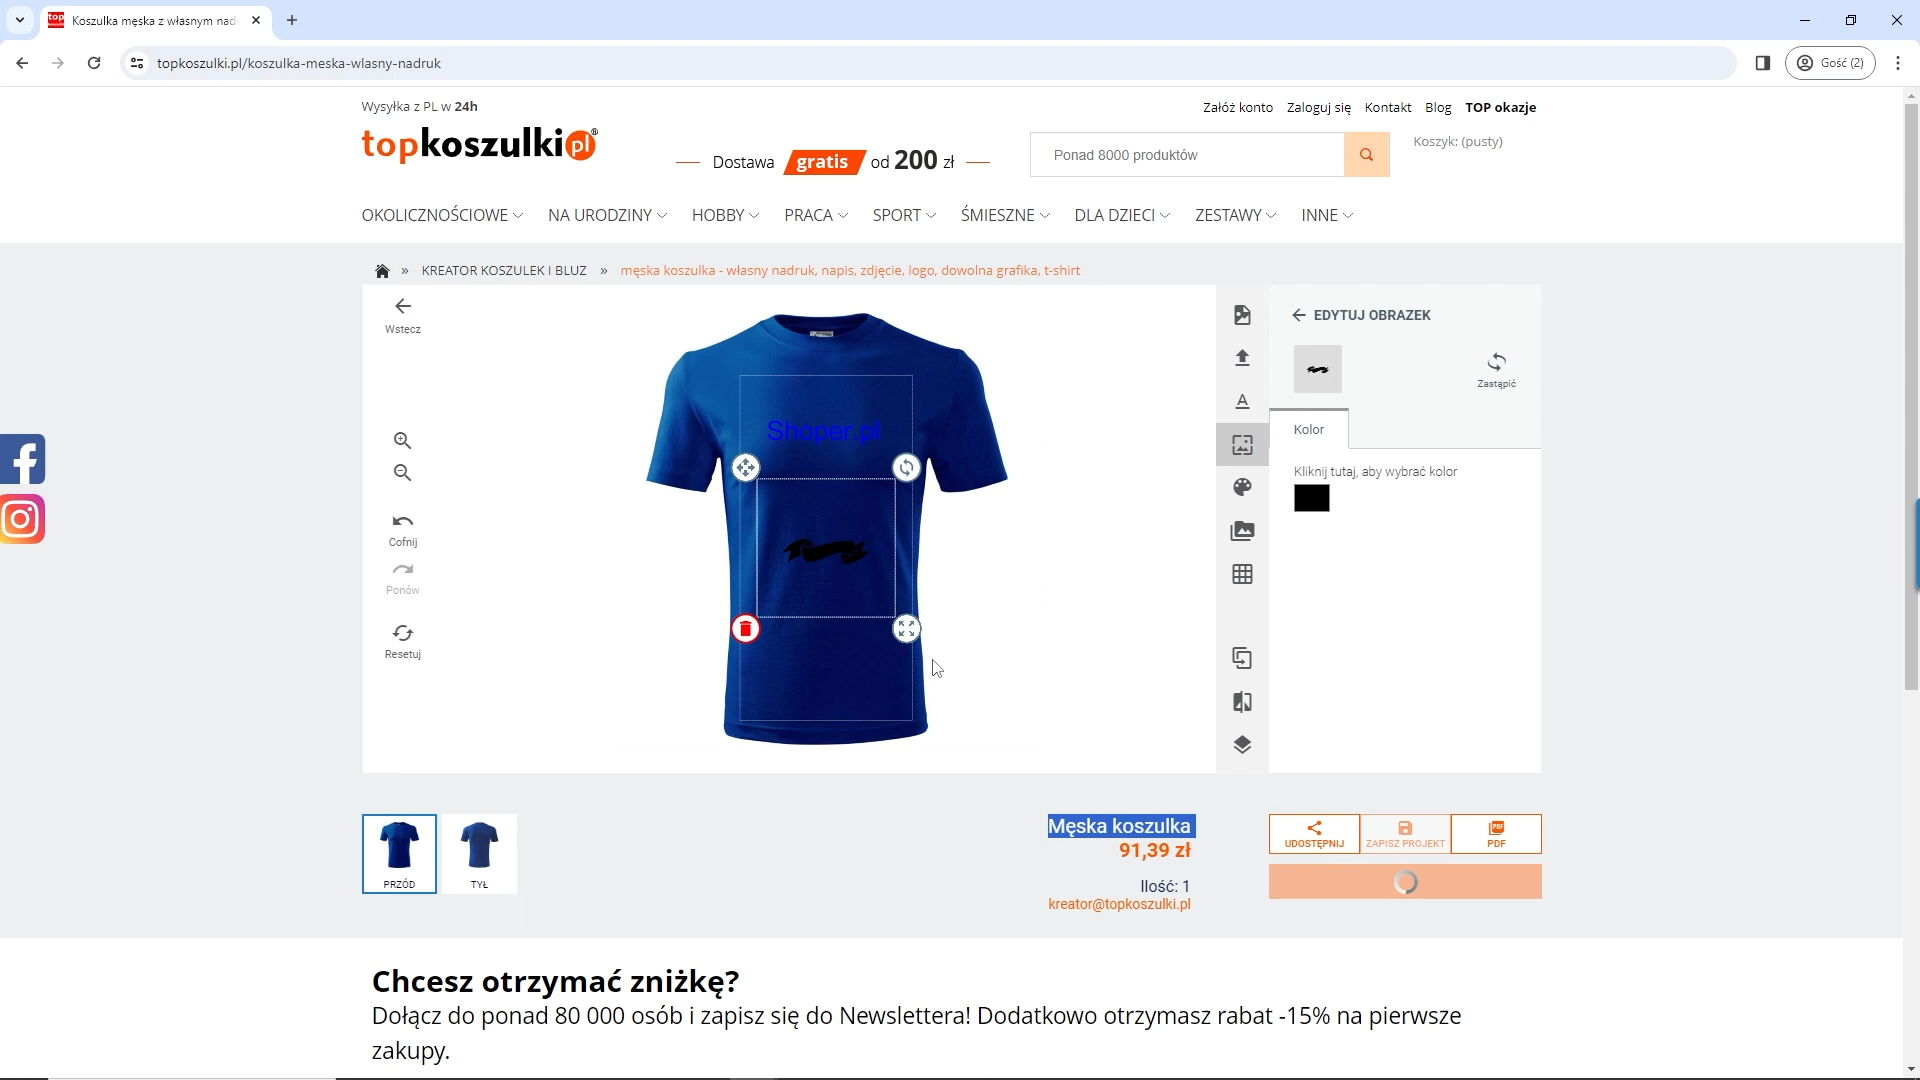 Koszulka męska z własnym nad
topkoszulki.pl/koszulka-meska-wlasny-nadruk
Gość (2)
Wysyłka z PL w 24h
Załóż konto Zaloguj się Kontakt Blog TOP okazje
topkoszulki pl®
Dostawa gratis od 200 zł
Ponad 8000 produktów
Koszyk: (pusty)
OKOLICZNOŚCIOWE NA URODZINY HOBBY PRACA SPORT ŚMIESZNE DLA DZIECI ZESTAWY INNE
» KREATOR KOSZULEK I BLUZ » męska koszulka - własny nadruk, napis, zdjęcie, logo, dowolna grafika, t-shirt
Wstecz
EDYTUJ OBRAZEK
Zastąpić
Kolor
Kliknij tutaj, aby wybrać kolor
Shoper.pl
Cofnij
Ponów
Resetuj
PRZÓD
TYŁ
Męska koszulka
91,39 zł
Ilość: 1
kreator@topkoszulki.pl
UDOSTĘPNIJ
ZAPISZ PROJEKT
PDF
PDF
Chcesz otrzymać zniżkę?
Dołącz do ponad 80 000 osób i zapisz się do Newslettera! Dodatkowo otrzymasz rabat -15% na pierwsze
zakupy.